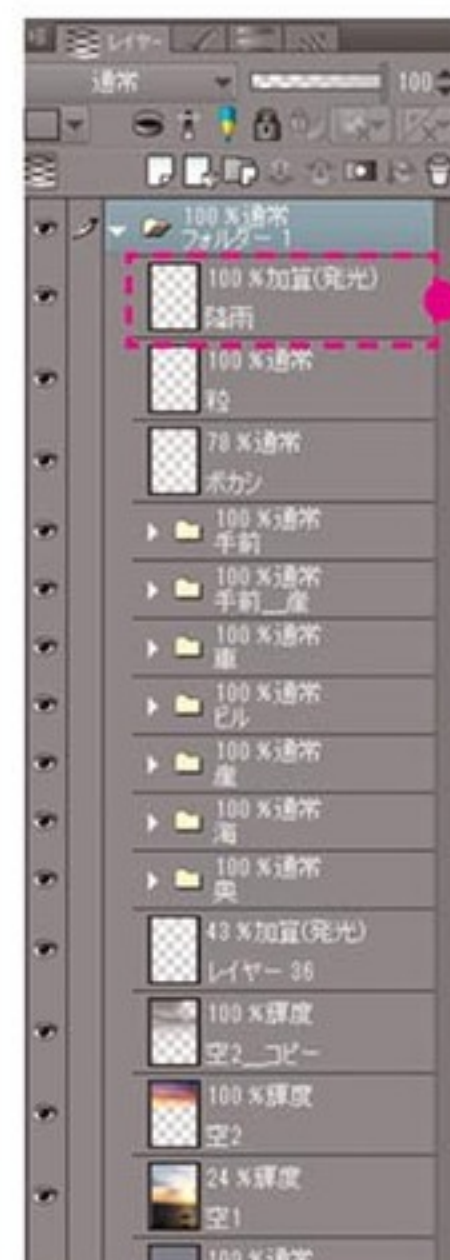 レイヤー
通常
100
100 %通常
フォルダー 1
100 %加算(発光)
降雨
100 %通常
粒
78 %通常
ボカシ
100 %通常
手前
100 %通常
手前__崖
100 %通常
車
100 %通常
ビル
100 %通常
崖
100 %通常
海
100 %通常
奥
43 %加算(発光)
レイヤー 36
100 %輝度
空2__コピー
100 %輝度
空2
24 %輝度
空1
100 %通常